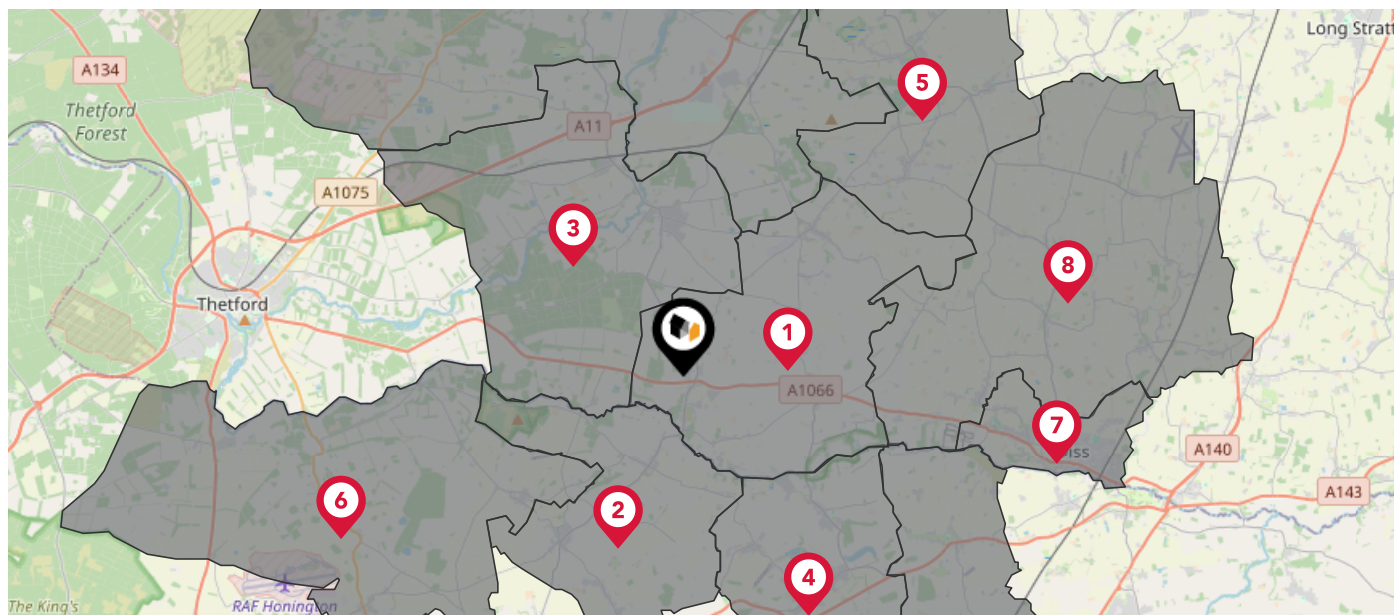 Long Stratt
A134
Thetford
Forest
5
A11
A1075
3
8
Thetford
1
A1066
7
iss
A140
6
2
A143
4
The King's
RAF Honington